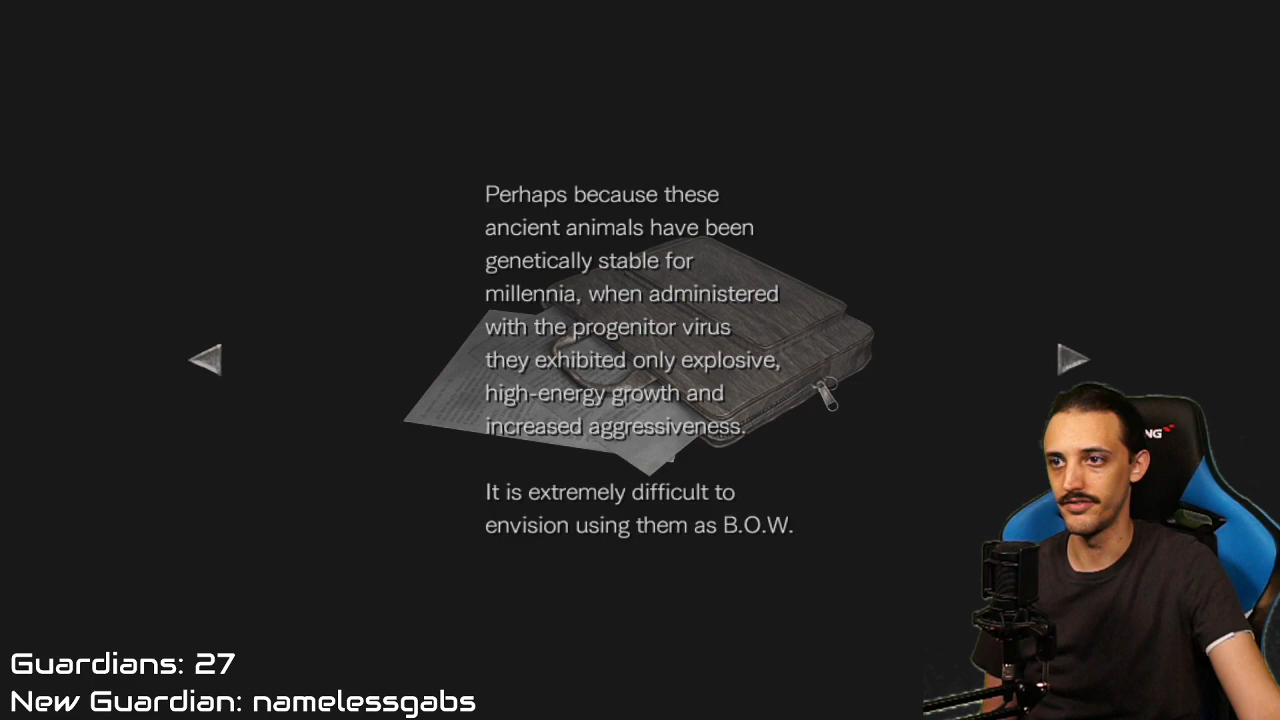 Perhaps because these
ancient animals have been
genetically stable for
millennia, when administered
with the progenitor virus
they exhibited only explosive,
high-energy growth and
increased aggressiveness.
It is extremely difficult to
envision using them as B.O.W.
NG
Guardians: 27
New Guardian: namelessgabs